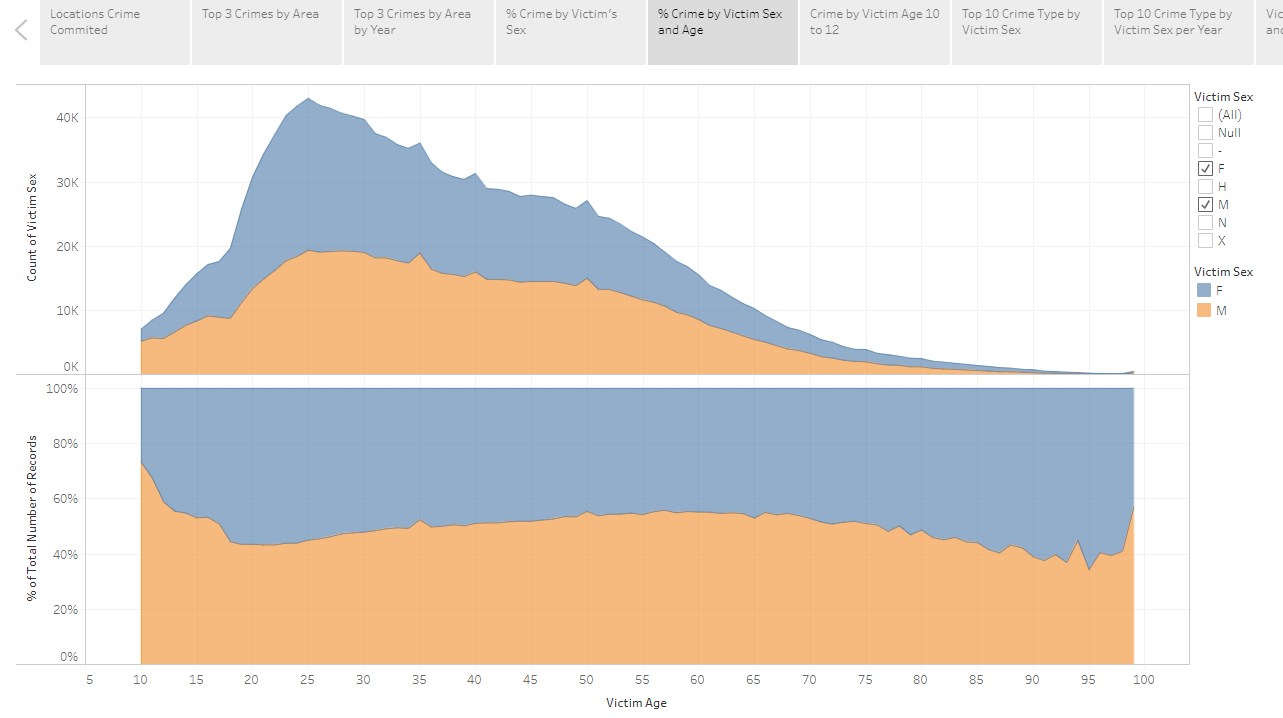 Locations Crime
Commited
Top 3 Crimes by Area
Top 3 Crimes by Area
by Year
% Crime by Victim's
Sex
% Crime by Victim Sex
and Age
Crime by Victim Age 10
to 12
Top 10 Crime Type by
Victim Sex
Top 10 Crime Type by
Victim Sex per Year
Vic
and
Count of Victim Sex
40K
30K
20K
10K
0K
% of Total Number of Records
100%
80%
60%
40%
20%
0%
5 10 15 20 25 30 35 40 45 50 55 60 65 70 75 80 85 90 95 100
Victim Age
Victim Sex
(All)
Null
-
F
H
M
N
X
Victim Sex
F
M